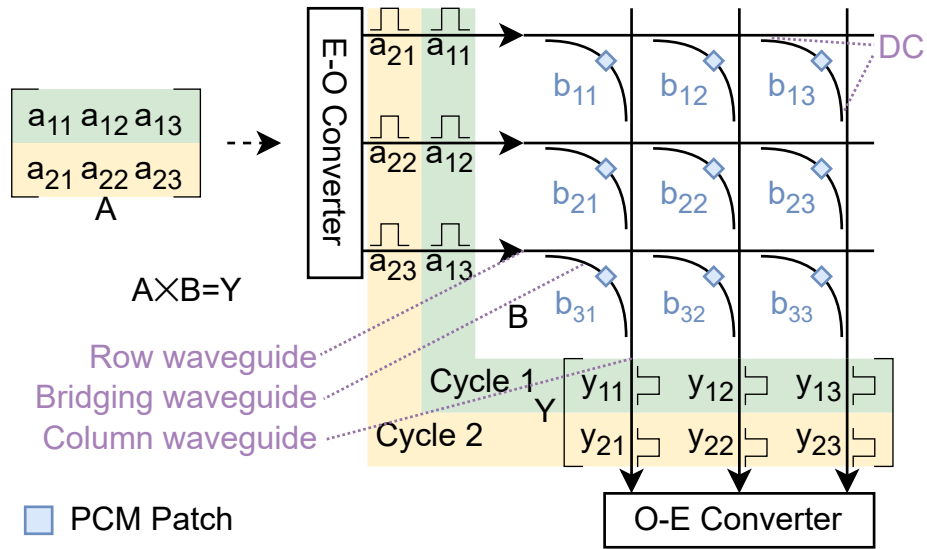 E-O Converter
a21 a11
DC
b11 b12 b13
a11 a12 a13
a21 a22 a23
A
a22 a12
b21 b22 b23
a23 a13
A×B=Y
B
b31 b32 b33
Row waveguide
Bridging waveguide
Column waveguide
Cycle 1
Y
Cycle 2
y11 y12 y13
y21 y22 y23
PCM Patch
O-E Converter